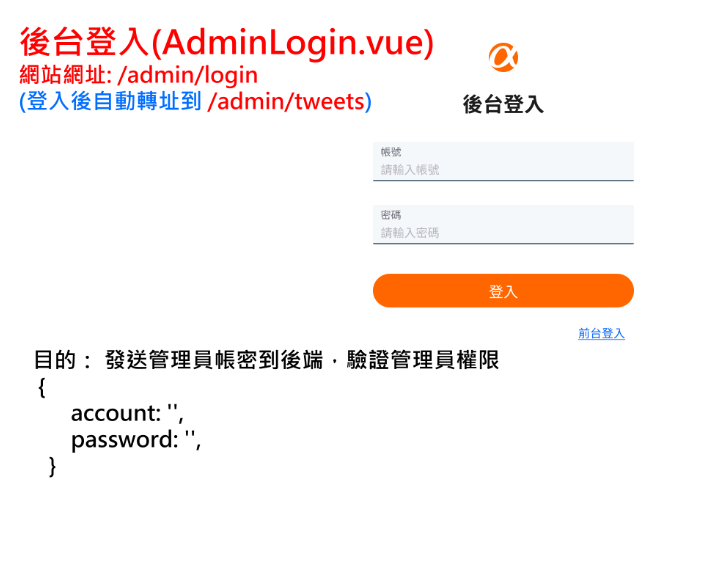 後台登入(AdminLogin.vue)
網站網址: /admin/login
(登入後自動轉址到 /admin/tweets)
後台登入
帳號
請輸入帳號
密碼
請輸入密碼
登入
前台登入
目的： 發送管理員帳密到後端，驗證管理員權限
{
account: '',
password: '',
}